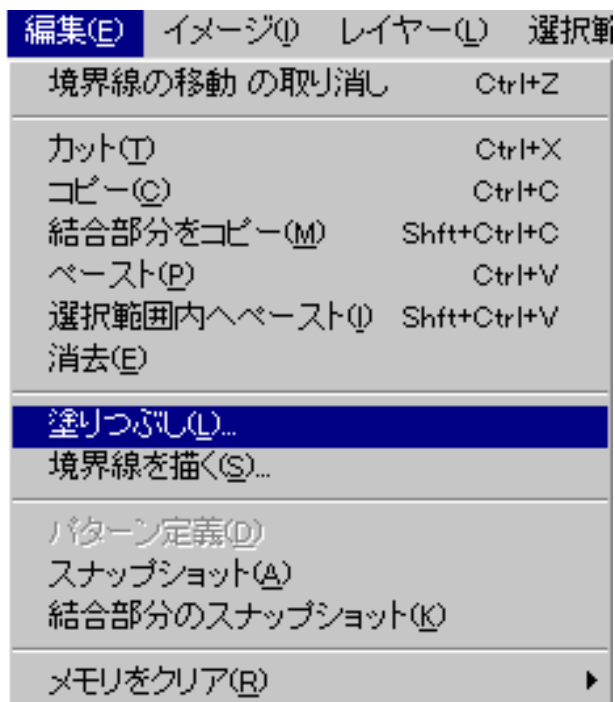 編集(E) イメージ(I) レイヤー(L) 選択範
境界線の移動 の取り消し Ctrl+Z
カット(T) Ctrl+X
コピー(C) Ctrl+C
結合部分をコピー(M) Shft+Ctrl+C
ペースト(P) Ctrl+V
選択範囲内へペースト(I) Shft+Ctrl+V
消去(E)
塗りつぶし(L)...
境界線を描く(S)...
パターン定義(D)
スナップショット(A)
結合部分のスナップショット(K)
メモリをクリア(R)